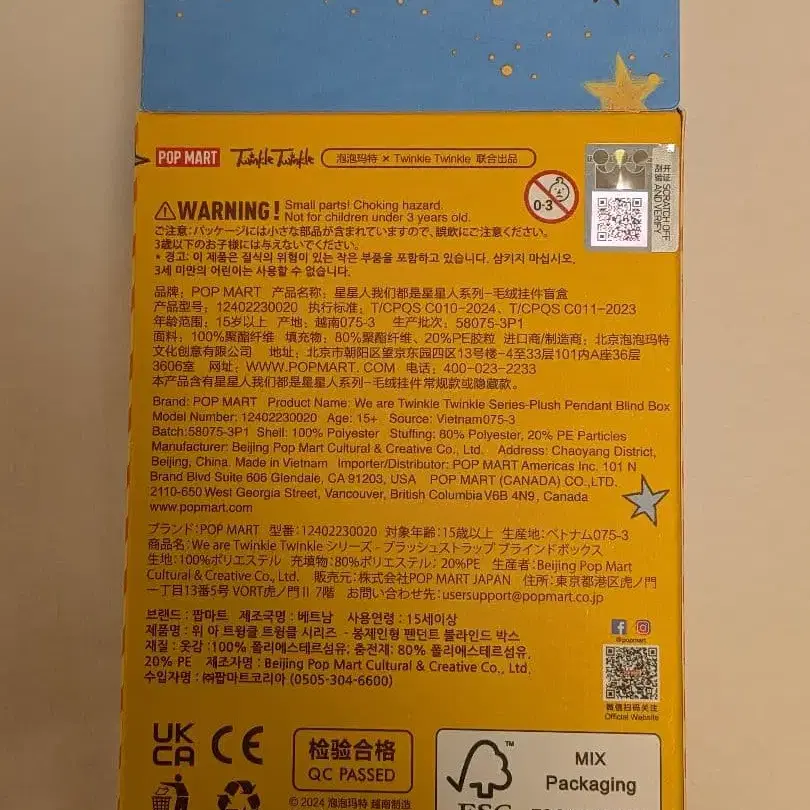 POP MART Twinkle Twinkle 泡泡玛特 × Twinkle Twinkle 联合出品
SCRATCH OFF
AND VERIFY
0-3
WARNING! Small parts! Choking hazard.
Not for children under 3 years old.
ご注意:パッケージには小さな部品が含まれていますので、誤飲にご注意ください。
3歳以下のお子様には与えないでください。
* 경고: 이 제품은 질식의 위험이 있는 작은 부품을 포함하고 있습니다. 삼키지 마십시오.
3세 미만의 어린이는 사용할 수 없습니다.
品牌：POP MART 产品名称：星星人我们都是星星人系列-毛绒挂件盲盒
产品型号：12402230020 执行标准：T/CPQS C010-2024、T/CPQS C011-2023
年龄范围：15岁以上 产地：越南075-3 生产批次：58075-3P1
面料：100%聚酯纤维 填充物：80%聚酯纤维、20%PE胶粒 进口商/制造商：北京泡泡玛特
文化创意有限公司 地址：北京市朝阳区望京东园四区13号楼-4至33层101内A座36层
3606室 网址：WWW.POPMART.COM 电话：400-023-2233
本产品含有星星人我们都是星星人系列-毛绒挂件常规款或隐藏款。
Brand: POP MART Product Name: We are Twinkle Twinkle Series-Plush Pendant Blind Box
Model Number: 12402230020 Age: 15+ Source: Vietnam075-3
Batch:58075-3P1 Shell: 100% Polyester Stuffing: 80% Polyester, 20% PE Particles
Manufacturer: Beijing Pop Mart Cultural & Creative Co., Ltd. Address: Chaoyang District,
Beijing, China. Made in Vietnam Importer/Distributor: POP MART Americas Inc. 101 N
Brand Blvd Suite 606 Glendale, CA 91203, USA POP MART (CANADA) CO.,LTD.
2110-650 West Georgia Street, Vancouver, British Columbia V6B 4N9, Canada
www.popmart.com
ブランド:POP MART 型番:12402230020 対象年齢:15歳以上 生産地:ベトナム075-3
商品名:We are Twinkle Twinkle シリーズ - プラッシュストラップ ブラインドボックス
生地:100%ポリエステル 充填物:80%ポリエステル; 20%PE 生産者:Beijing Pop Mart
Cultural & Creative Co., Ltd. 販売元:株式会社POP MART JAPAN 住所:東京都港区虎ノ門
一丁目13番5号 VORT虎ノ門Ⅱ 7階 お問い合わせ先:usersupport@popmart.co.jp
브랜드 : 팝마트 제조국명 : 베트남 사용연령 : 15세이상
제품명 : 위 아 트윙클 트윙클 시리즈 - 봉제인형 펜던트 블라인드 박스
재질 : 옷감 :100% 폴리에스테르섬유, 충전재: 80% 폴리에스테르섬유,
20% PE 제조자명 : Beijing Pop Mart Cultural & Creative Co., Ltd.
수입자명 : ㈜팝마트코리아 (0505-304-6600)
@popmart
微信扫码关注
Official Website
UK
CA CE
检验合格
QC PASSED
© 2024 泡泡玛特 越南制造
MIX
Packaging
FSC